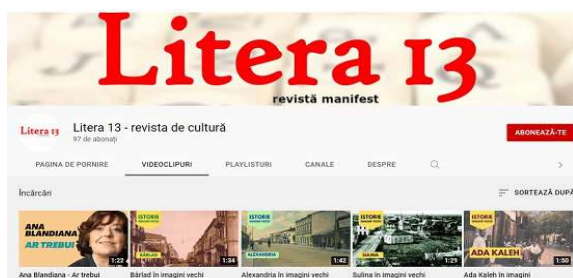 Litera 13
revistă manifest
Litera 13
Litera 13 - revista de cultură
97 de abonați
ABONEAZĂ-TE
PAGINA DE PORNIRE VIDEOCLIPURI PLAYLISTURI CANALE DESPRE
Încărcări
SORTEAZĂ DUPĂ
ANA
BLANDIANA
AR TREBUI
1:22
ISTORIE
BÂRLAD
1:34
ISTORIE
ALEXANDRIA
1:42
ISTORIE
SULINA
1:29
ISTORIE
ADA KALEH
1:50
Ana Blandiana - Ar trebui
Bârlad în imagini vechi
Alexandria în imagini vechi
Sulina în imagini vechi
Ada Kaleh în imagini